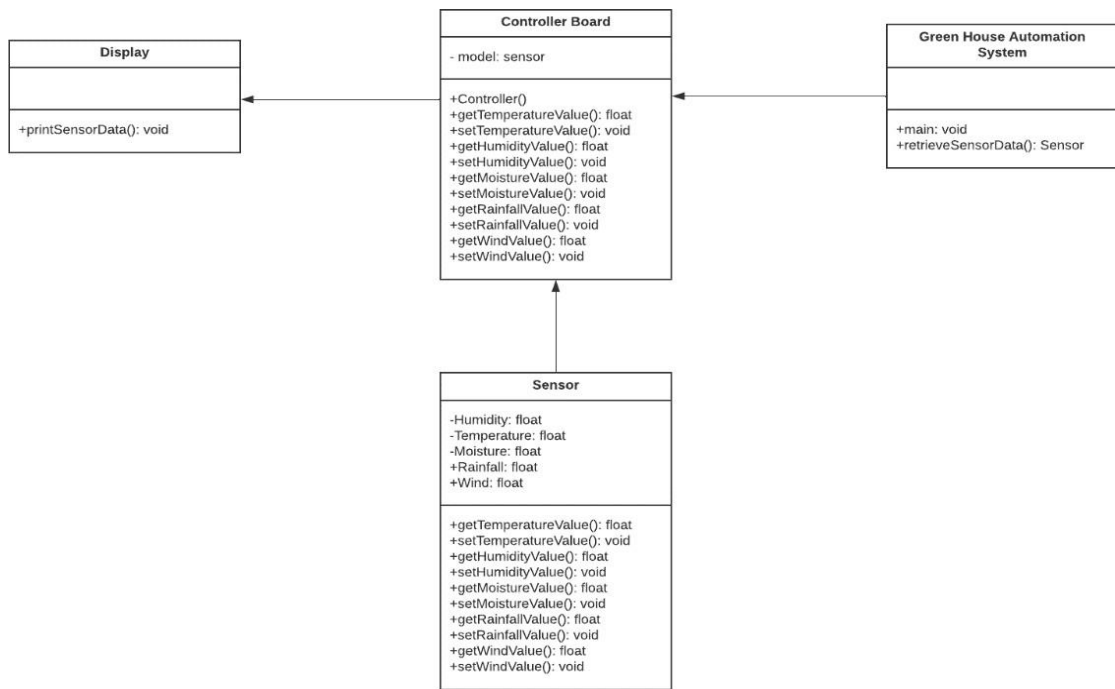 Display
+printSensorData(): void
Controller Board
- model: sensor
+Controller()
+getTemperatureValue(): float
+setTemperatureValue(): void
+getHumidityValue(): float
+setHumidityValue(): void
+getMoistureValue(): float
+setMoistureValue(): void
+getRainfallValue(): float
+setRainfallValue(): void
+getWindValue(): float
+setWindValue(): void
Green House Automation
System
+main: void
+retrieveSensorData(): Sensor
Sensor
-Humidity: float
-Temperature: float
-Moisture: float
+Rainfall: float
+Wind: float
+getTemperatureValue(): float
+setTemperatureValue(): void
+getHumidityValue(): float
+setHumidityValue(): void
+getMoistureValue(): float
+setMoistureValue(): void
+getRainfallValue(): float
+setRainfallValue(): void
+getWindValue(): float
+setWindValue(): void